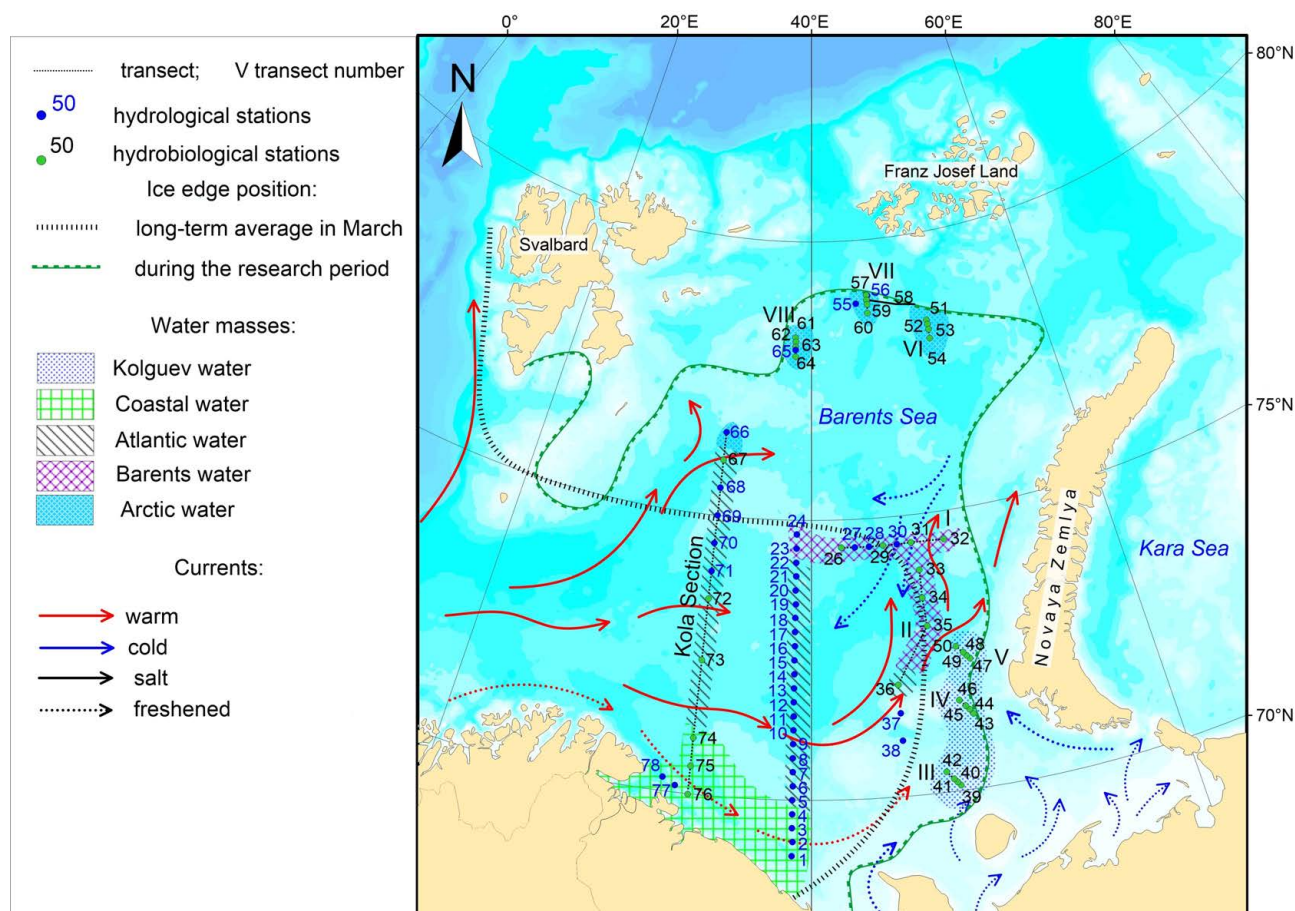 0° 20°E 40°E 60°E 80°E
80°N
75°N
70°N
transect; V transect number
50
hydrological stations
50
hydrobiological stations
Ice edge position:
long-term average in March
during the research period
Water masses:
Kolguev water
Coastal water
Atlantic water
Barents water
Arctic water
Currents:
warm
cold
salt
freshened
N
Svalbard
Franz Josef Land
Barents Sea
Kara Sea
Novaya Zemlya
Kola Section
VII
57 56
58
55
59
60
51
52 53
VI
54
VIII 61
62
63
65
64
66
67
68
69
70
71
72
73
74
75
76
78
77
24
23
22
21
20
19
18
17
16
15
14
13
12
11
10
9
8
7
6
5
4
3
2
1
I
26
27 28
29
30 31
32
33
34
35
II
36
37
38
50 48
49 47
V
46
IV 44
45 43
III 42
40
41
39